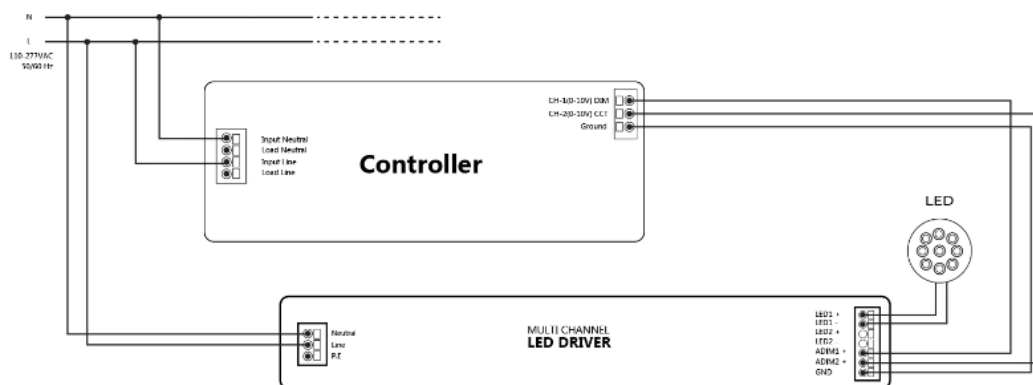 N
L
110-277VAC
50/60 Hz
CH-1(0-10V) DIM
CH-2(0-10V) CCT
Ground
Input Neutral
Load Neutral
Input Line
Load Line
Controller
LED
Neutral
Line
P.E
MULTI CHANNEL
LED DRIVER
LED1 +
LED1 -
LED2 +
LED2
ADIM1 +
ADIM2 +
GND